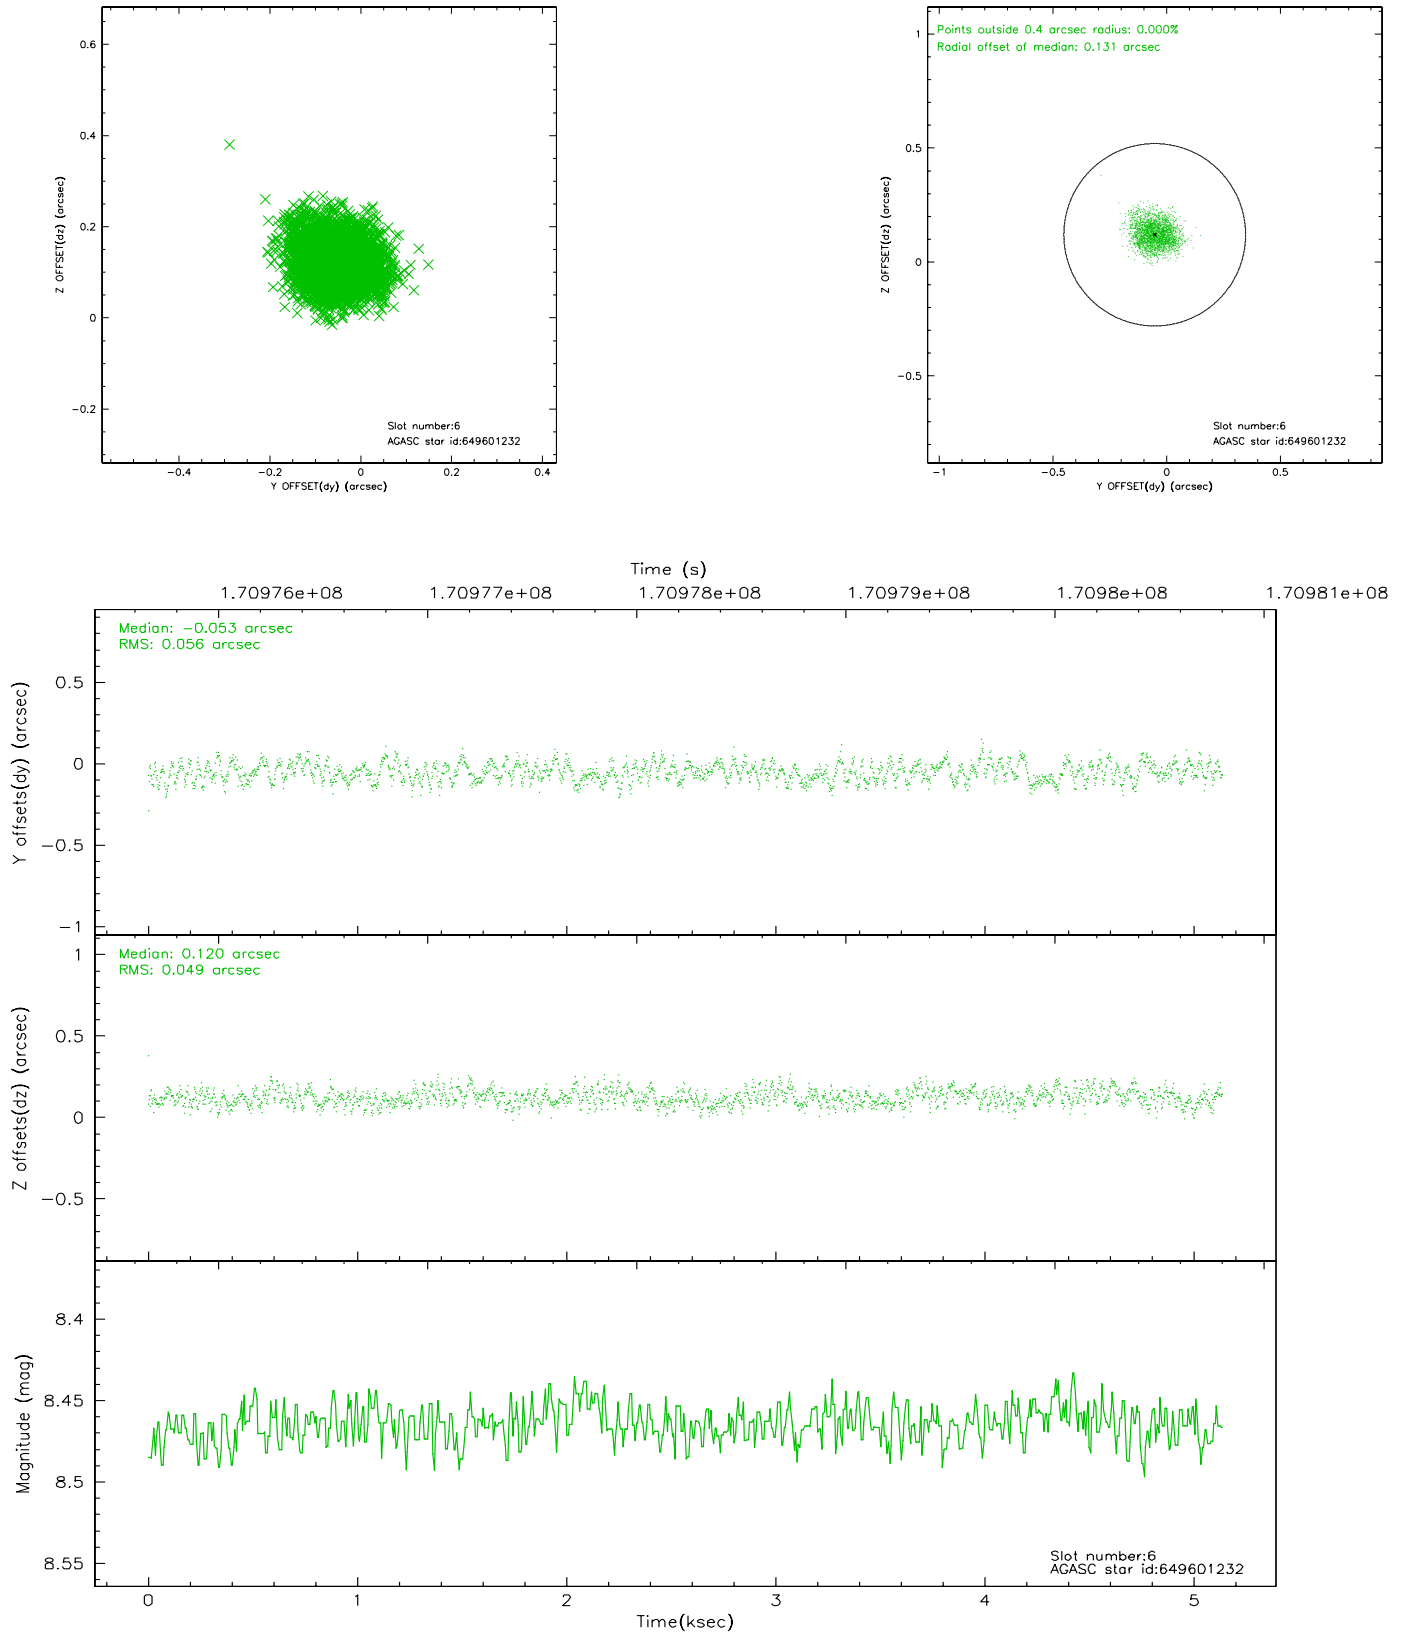 0.6
0.4
0.2
0
-0.2
Z OFFSET(dz) (arcsec)
Slot number:6
AGASC star id:649601232
-0.4
-0.2
0
0.2
0.4
Y OFFSET(dy) (arcsec)
Points outside 0.4 arcsec radius: 0.000%
Radial offset of median: 0.131 arcsec
1
0.5
0
-0.5
Z OFFSET(dz) (arcsec)
Slot number:6
AGASC star id:649601232
-1
-0.5
0
0.5
Y OFFSET(dy) (arcsec)
Time (s)
1.70976e+08
1.70977e+08
1.70978e+08
1.70979e+08
1.7098e+08
1.70981e+08
Median: -0.053 arcsec
RMS: 0.056 arcsec
0.5
0
-0.5
-1
Y offsets(dy) (arcsec)
Median: 0.120 arcsec
RMS: 0.049 arcsec
1
0.5
0
-0.5
Z offsets(dz) (arcsec)
8.4
8.45
8.5
8.55
Magnitude (mag)
Slot number:6
AGASC star id:649601232
0
1
2
3
4
5
Time(ksec)